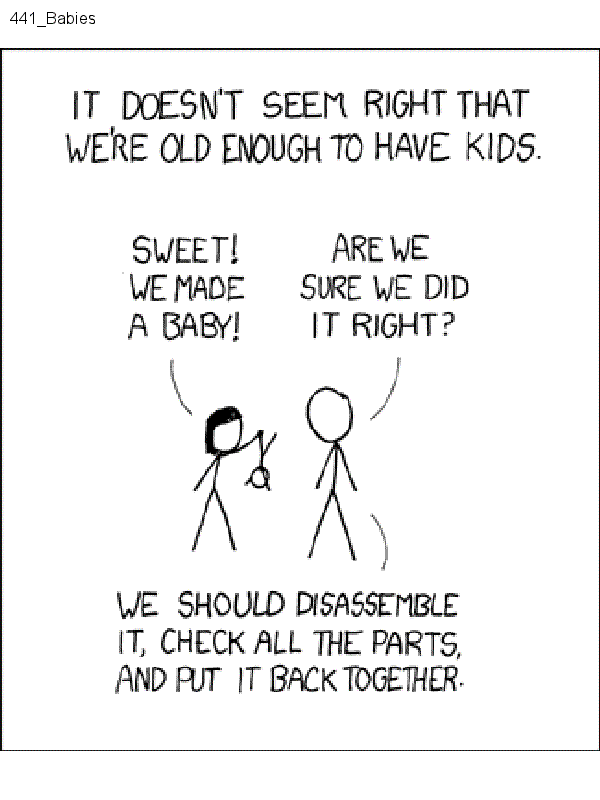 441_Babies
IT DOESN'T SEEM RIGHT THAT
WE'RE OLD ENOUGH TO HAVE KIDS.
SWEET!
WE MADE
A BABY!
ARE WE
SURE WE DID
IT RIGHT?
WE SHOULD DISASSEMBLE
IT, CHECK ALL THE PARTS,
AND PUT IT BACK TOGETHER.